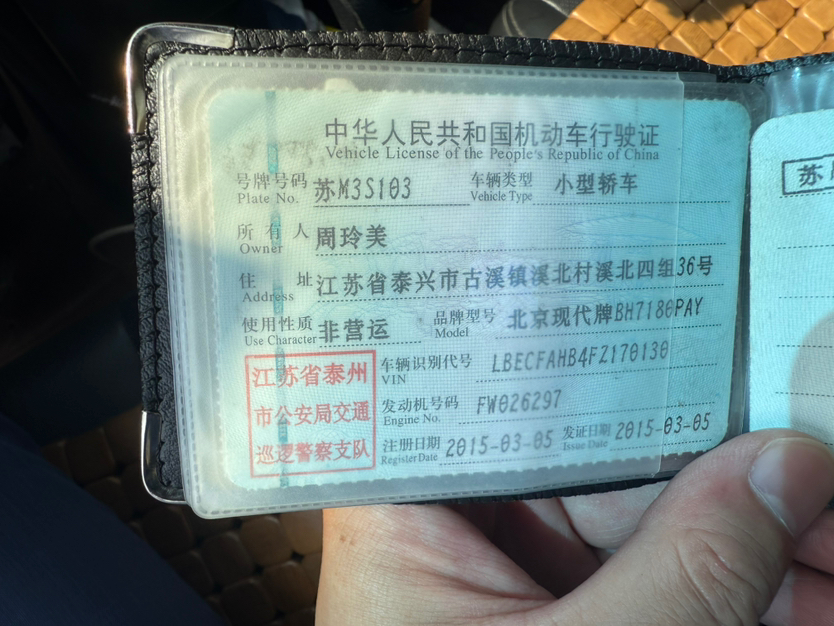 中华人民共和国机动车行驶证
Vehicle License of the People's Republic of China
号牌号码 苏M3S103 车辆类型 小型轿车
Plate No. Vehicle Type
所有人 周玲美
Owner
住址 江苏省泰兴市古溪镇溪北村溪北四组36号
Address
使用性质 非营运 品牌型号 北京现代牌BH7180PAY
Use Character Model
江苏省泰州
市公安局交通
巡逻警察支队
车辆识别代号 LBECFAHB4FZ170130
VIN
发动机号码 FW026297
Engine No.
注册日期 2015-03-05 发证日期 2015-03-05
Register Date Issue Date
苏